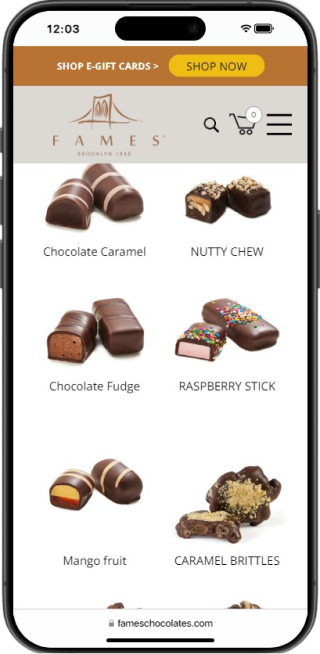 12:03
SHOP E-GIFT CARDS >
SHOP NOW
0
FAMES
BROOKLYN 1948
Chocolate Caramel
NUTTY CHEW
Chocolate Fudge
RASPBERRY STICK
Mango fruit
CARAMEL BRITTLES
fameschocolates.com